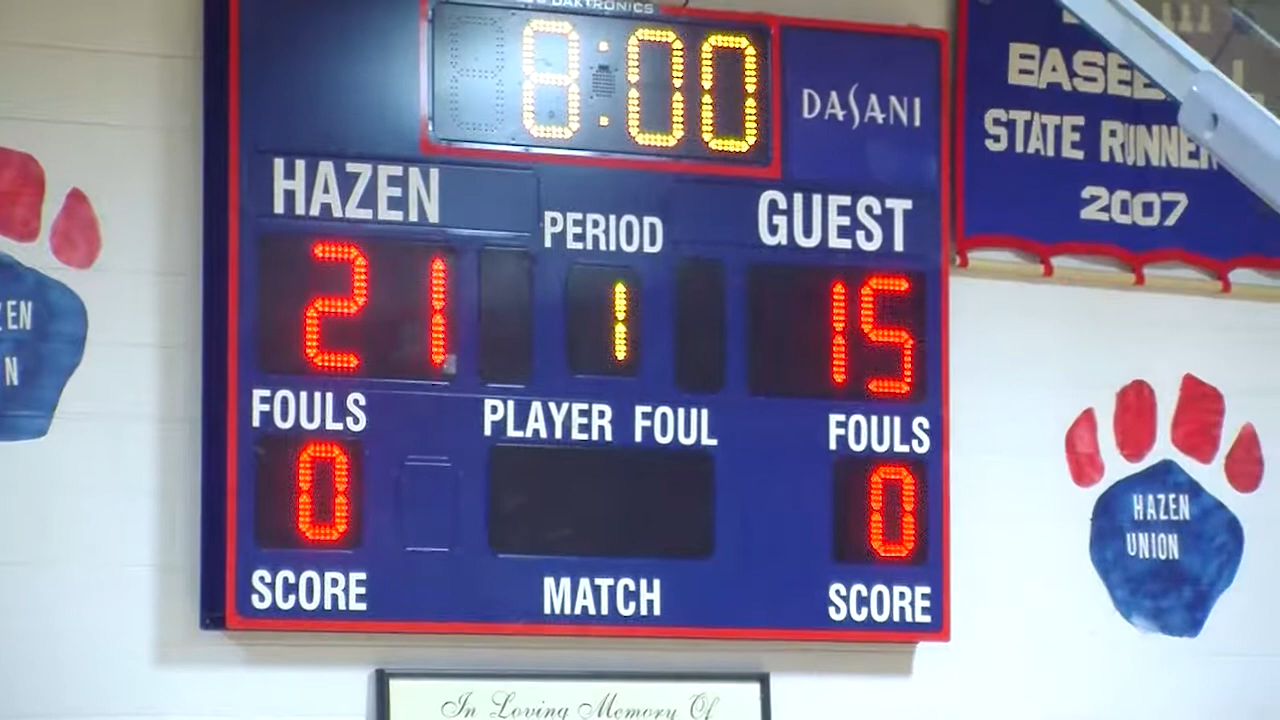 DAKTRONICS
8:00
DASANI
HAZEN
PERIOD
GUEST
21
1
15
FOULS
PLAYER FOUL
FOULS
0
0
SCORE
MATCH
SCORE
STATE RUNNER
2007
HAZEN
UNION
In Loving Memory Of